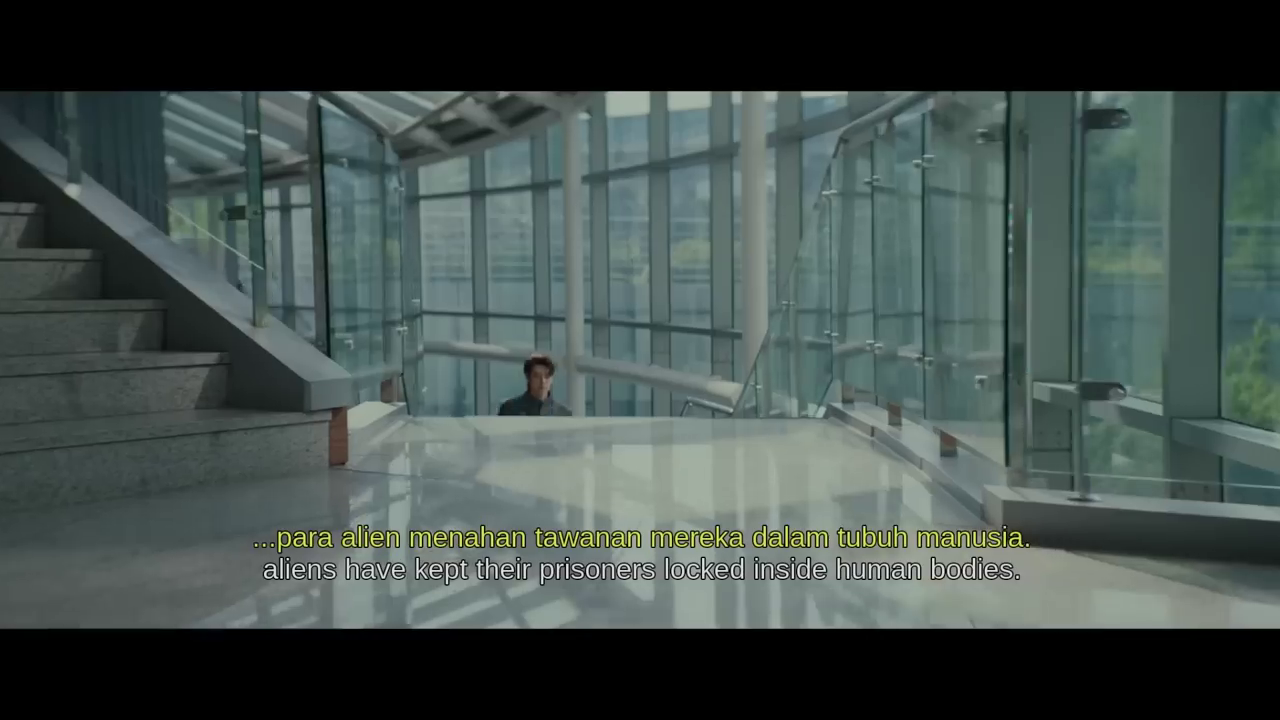 ...para alien menahan tawanan mereka dalam tubuh manusia.
aliens have kept their prisoners locked inside human bodies.